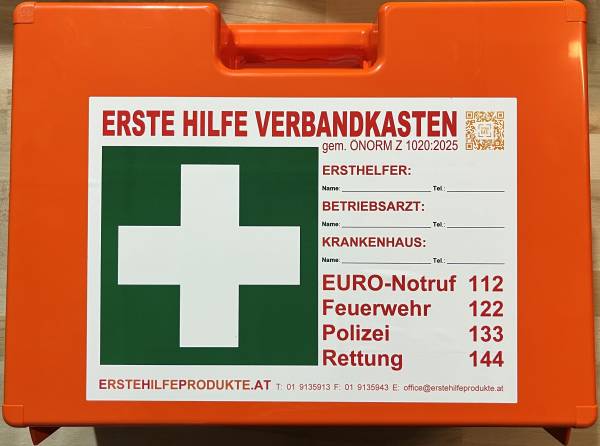 ERSTE HILFE VERBANDKASTEN
gem. ÖNORM Z 1020:2025
ERSTHELFER:
Name: Tel.:
BETRIEBSARZT:
Name: Tel.:
KRANKENHAUS:
Name: Tel.:
EURO-Notruf 112
Feuerwehr 122
Polizei 133
Rettung 144
ERSTEHILFEPRODUKTE.AT T: 01 9135913 F: 01 9135943 E: office@erstehilfeprodukte.at